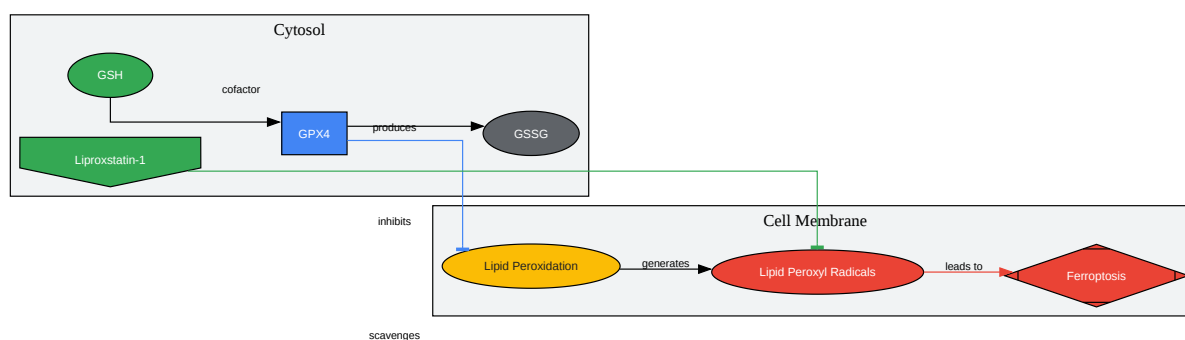 Cytosol
GSH
cofactor
GPX4
produces
GSSG
Liproxstatin-1
inhibits
Cell Membrane
Lipid Peroxidation
generates
Lipid Peroxyl Radicals
leads to
Ferroptosis
scavenges